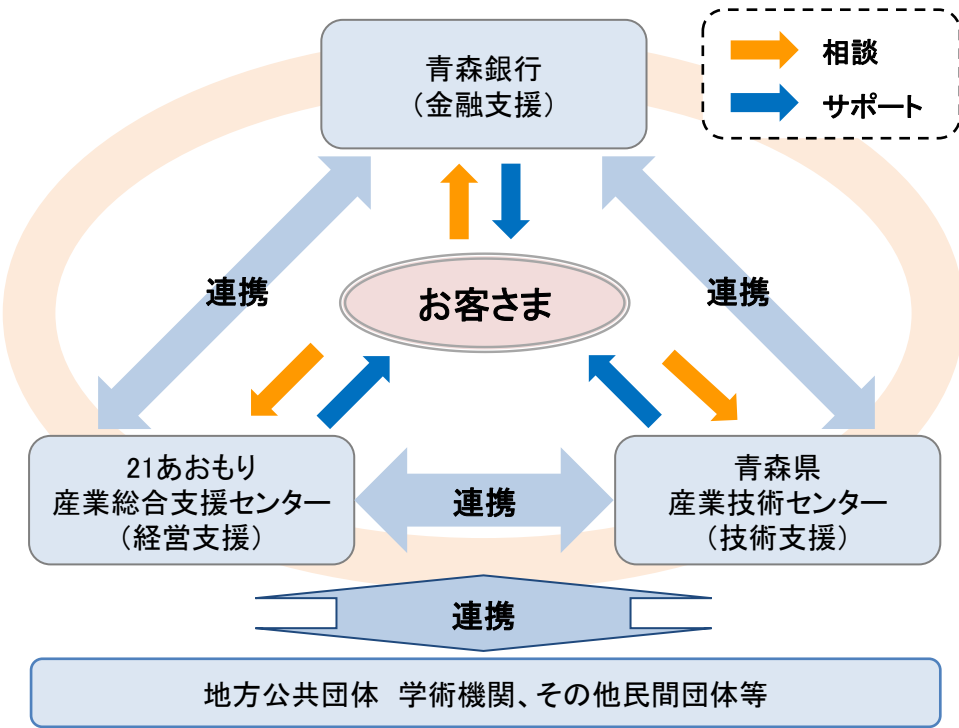 青森銀行
（金融支援）
相談
サポート
連携
連携
お客さま
21あおもり
産業総合支援センター
（経営支援）
連携
青森県
産業技術センター
（技術支援）
連携
地方公共団体　学術機関、その他民間団体等